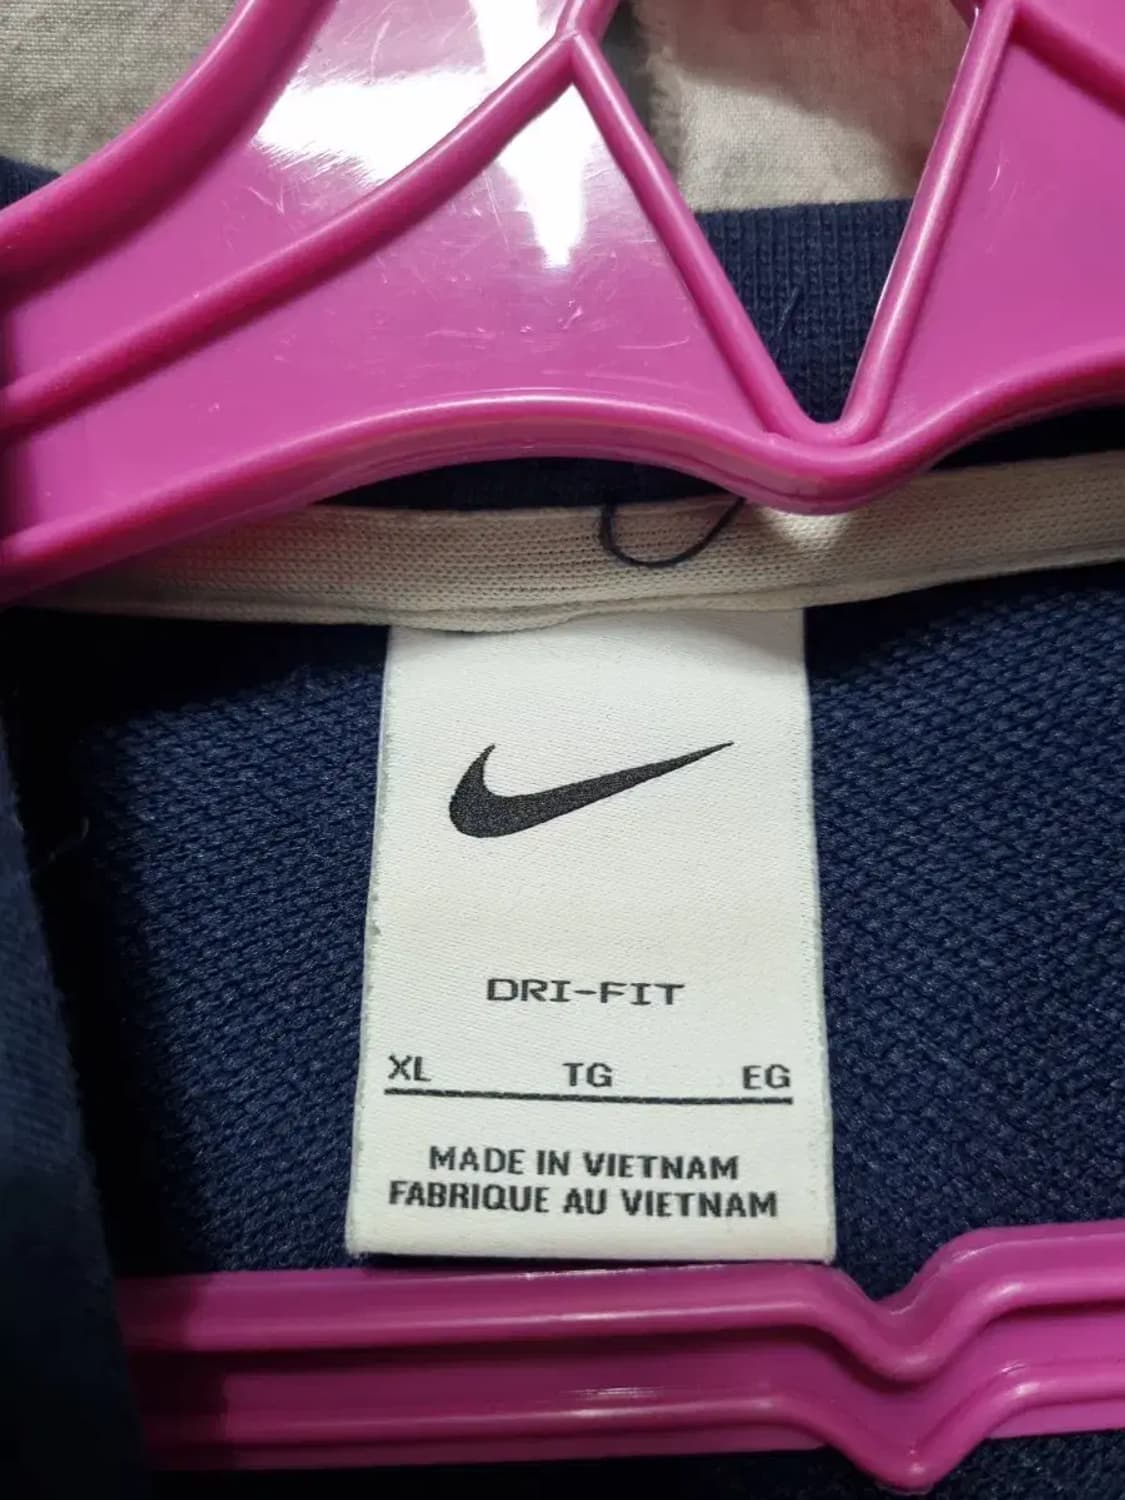 DRI-FIT
XL TG EG
MADE IN VIETNAM
FABRIQUE AU VIETNAM